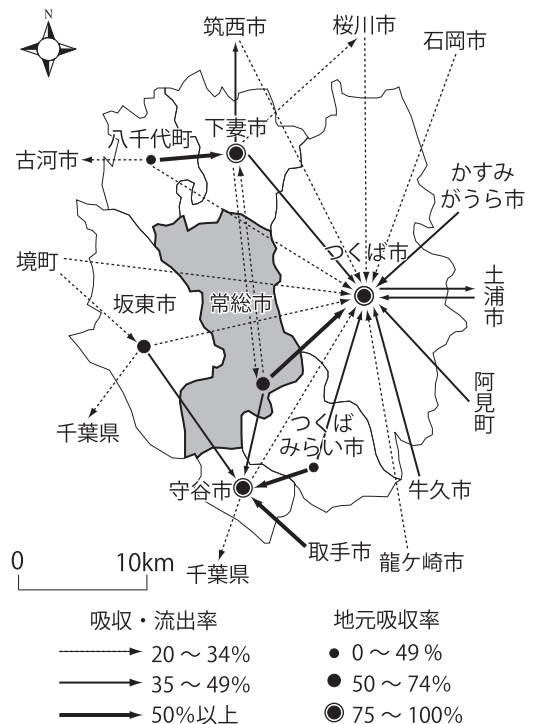 N
筑西市
桜川市
石岡市
八千代町
下妻市
古河市
かすみ
がうら市
つくば市
境町
坂東市
常総市
土浦市
阿見町
千葉県
つくば
みらい市
守谷市
牛久市
取手市
龍ケ崎市
千葉県
0
10km
吸収・流出率
20 〜 34%
35 〜 49%
50%以上
地元吸収率
0 〜 49 %
50 〜 74%
75 〜 100%